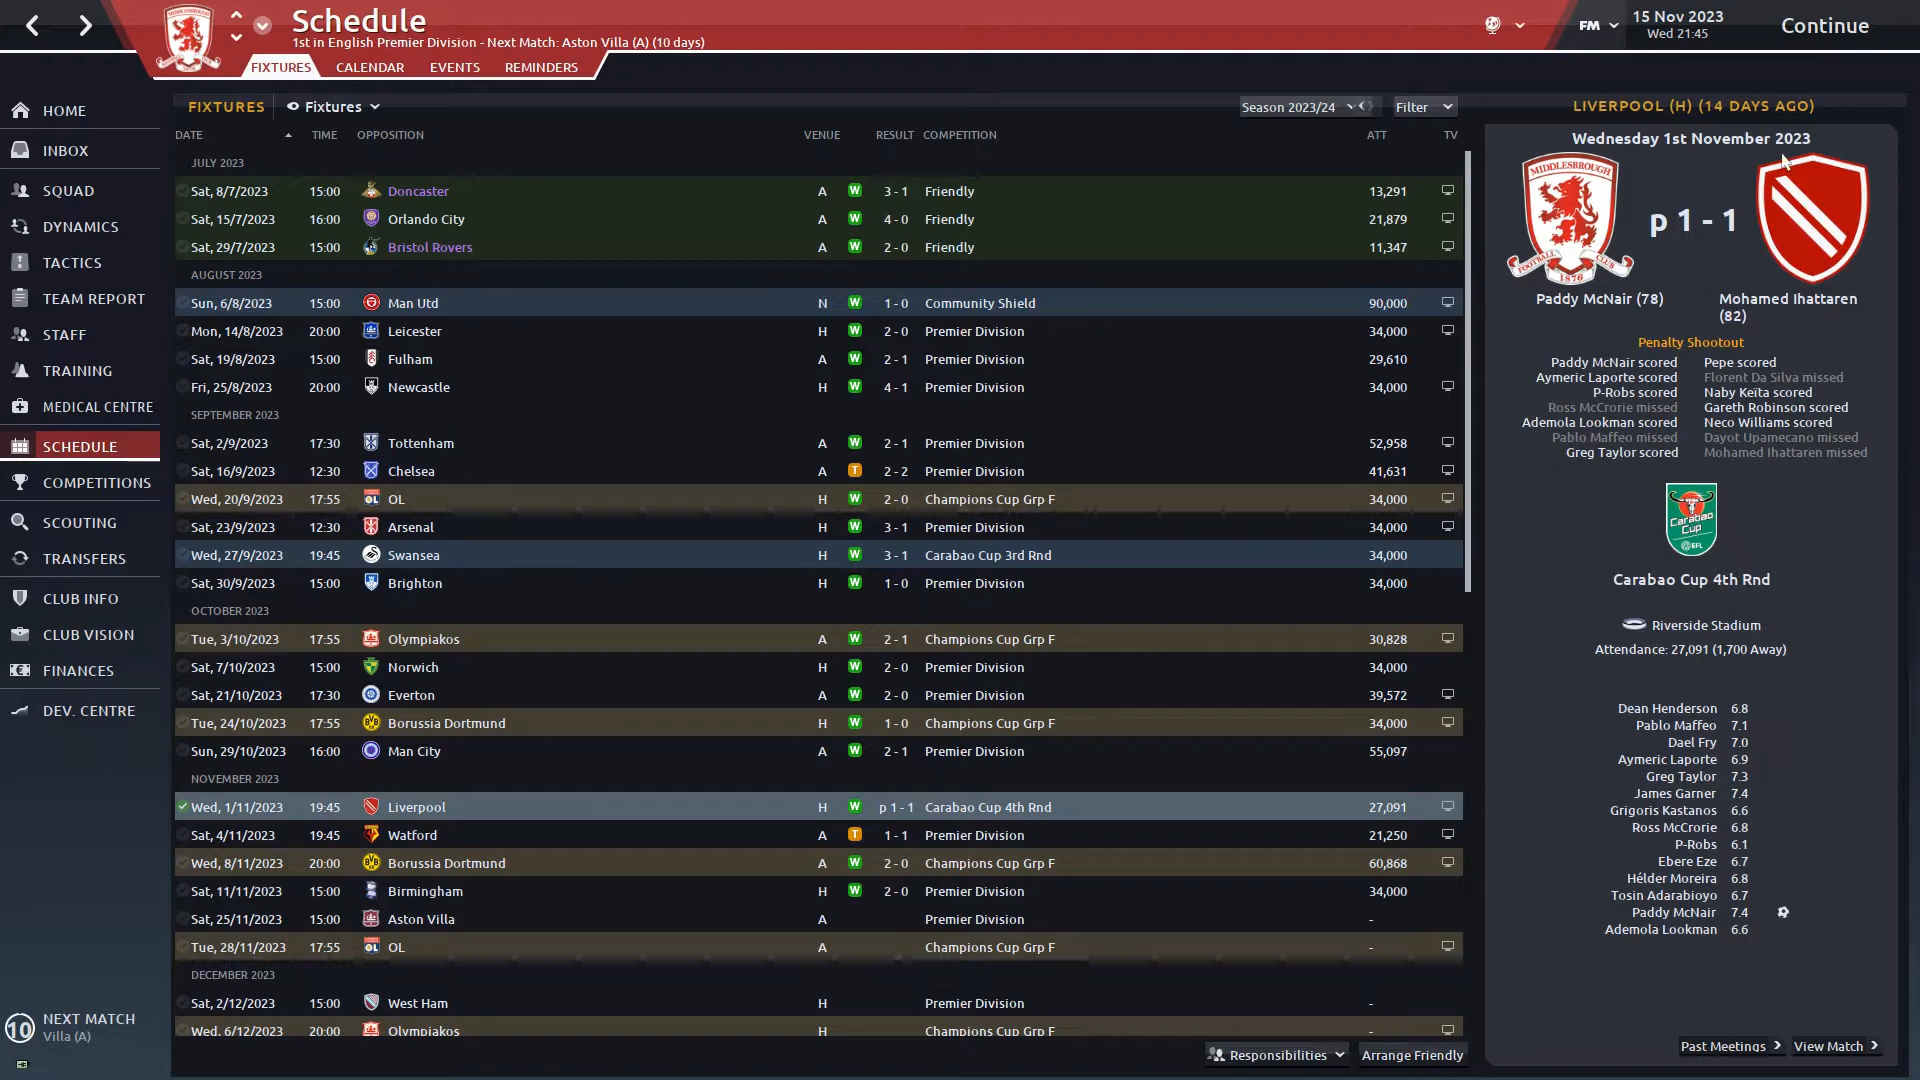 Schedule
1st in English Premier Division - Next Match: Aston Villa (A) (10 days)
FM
15 Nov 2023
Wed 21:45
Continue
FIXTURES CALENDAR EVENTS REMINDERS
HOME
INBOX
SQUAD
DYNAMICS
TACTICS
TEAM REPORT
STAFF
TRAINING
MEDICAL CENTRE
SCHEDULE
COMPETITIONS
SCOUTING
TRANSFERS
CLUB INFO
CLUB VISION
FINANCES
DEV. CENTRE
10 NEXT MATCH
Villa (A)
FIXTURES Fixtures Season 2023/24 Filter
DATE TIME OPPOSITION VENUE RESULT COMPETITION ATT TV
JULY 2023
Sat, 8/7/2023 15:00 Doncaster A W 3 - 1 Friendly 13,291
Sat, 15/7/2023 16:00 Orlando City A W 4 - 0 Friendly 21,879
Sat, 29/7/2023 15:00 Bristol Rovers A W 2 - 0 Friendly 11,347
AUGUST 2023
Sun, 6/8/2023 15:00 Man Utd N W 1 - 0 Community Shield 90,000
Mon, 14/8/2023 20:00 Leicester H W 2 - 0 Premier Division 34,000
Sat, 19/8/2023 15:00 Fulham A W 2 - 1 Premier Division 29,610
Fri, 25/8/2023 20:00 Newcastle H W 4 - 1 Premier Division 34,000
SEPTEMBER 2023
Sat, 2/9/2023 17:30 Tottenham A W 2 - 1 Premier Division 52,958
Sat, 16/9/2023 12:30 Chelsea A T 2 - 2 Premier Division 41,631
Wed, 20/9/2023 17:55 OL H W 2 - 0 Champions Cup Grp F 34,000
Sat, 23/9/2023 12:30 Arsenal H W 3 - 1 Premier Division 34,000
Wed, 27/9/2023 19:45 Swansea H W 3 - 1 Carabao Cup 3rd Rnd 34,000
Sat, 30/9/2023 15:00 Brighton H W 1 - 0 Premier Division 34,000
OCTOBER 2023
Tue, 3/10/2023 17:55 Olympiakos A W 2 - 1 Champions Cup Grp F 30,828
Sat, 7/10/2023 15:00 Norwich H W 2 - 0 Premier Division 34,000
Sat, 21/10/2023 17:30 Everton A W 2 - 0 Premier Division 39,572
Tue, 24/10/2023 17:55 Borussia Dortmund H W 1 - 0 Champions Cup Grp F 34,000
Sun, 29/10/2023 16:00 Man City A W 2 - 1 Premier Division 55,097
NOVEMBER 2023
Wed, 1/11/2023 19:45 Liverpool H W p 1 - 1 Carabao Cup 4th Rnd 27,091
Sat, 4/11/2023 19:45 Watford A T 1 - 1 Premier Division 21,250
Wed, 8/11/2023 20:00 Borussia Dortmund A W 2 - 0 Champions Cup Grp F 60,868
Sat, 11/11/2023 15:00 Birmingham H W 2 - 0 Premier Division 34,000
Sat, 25/11/2023 15:00 Aston Villa A Premier Division -
Tue, 28/11/2023 17:55 OL A Champions Cup Grp F -
DECEMBER 2023
Sat, 2/12/2023 15:00 West Ham H Premier Division -
Wed, 6/12/2023 20:00 Olympiakos H Champions Cup Grp F -
Responsibilities Arrange Friendly
LIVERPOOL (H) (14 DAYS AGO)
Wednesday 1st November 2023
MIDDLESBROUGH
FOOTBALL CLUB
1876
p 1 - 1
Paddy McNair (78) Mohamed Ihattaren
(82)
Penalty Shootout
Paddy McNair scored Pepe scored
Aymeric Laporte scored Florent Da Silva missed
P-Robs scored Naby Keïta scored
Ross McCrorie missed Gareth Robinson scored
Ademola Lookman scored Neco Williams scored
Pablo Maffeo missed Dayot Upamecano missed
Greg Taylor scored Mohamed Ihattaren missed
Carabao
Cup
EFL
Carabao Cup 4th Rnd
Riverside Stadium
Attendance: 27,091 (1,700 Away)
Dean Henderson 6.8
Pablo Maffeo 7.1
Dael Fry 7.0
Aymeric Laporte 6.9
Greg Taylor 7.3
James Garner 7.4
Grigoris Kastanos 6.6
Ross McCrorie 6.8
P-Robs 6.1
Ebere Eze 6.7
Hélder Moreira 6.8
Tosin Adarabioyo 6.7
Paddy McNair 7.4
Ademola Lookman 6.6
Past Meetings View Match